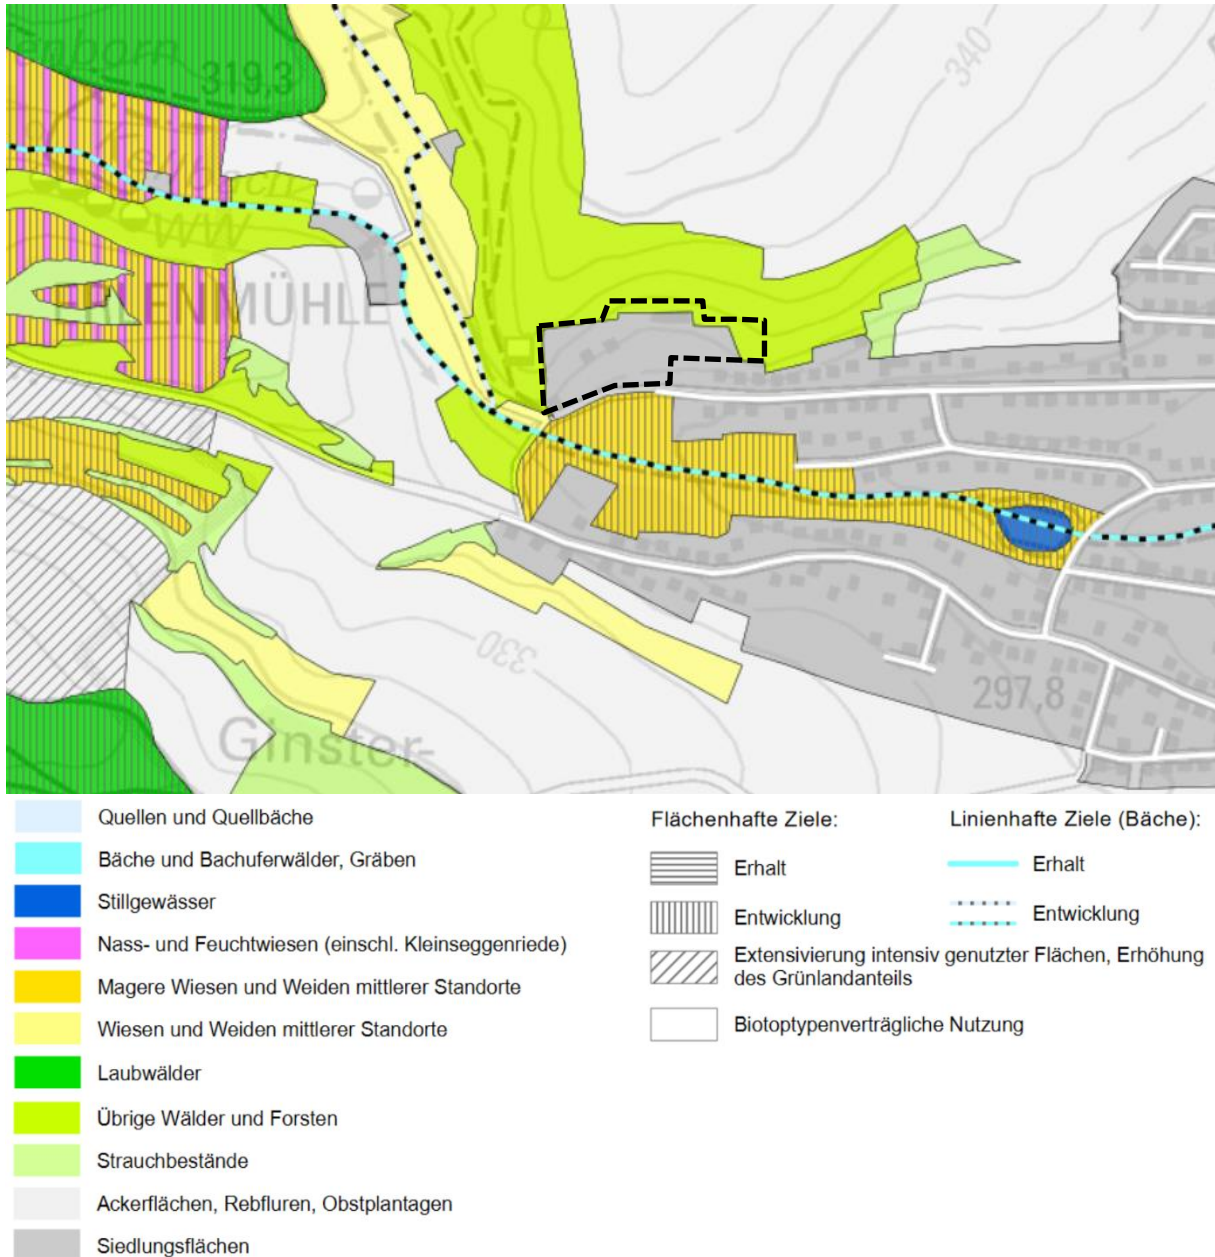 319,3
340
WW
MÜHLE
330
297,8
Ginster-
Quellen und Quellbäche
Bäche und Bachuferwälder, Gräben
Stillgewässer
Nass- und Feuchtwiesen (einschl. Kleinseggenriede)
Magere Wiesen und Weiden mittlerer Standorte
Wiesen und Weiden mittlerer Standorte
Laubwälder
Übrige Wälder und Forsten
Strauchbestände
Ackerflächen, Rebfluren, Obstplantagen
Siedlungsflächen
Flächenhafte Ziele:
Erhalt
Entwicklung
Extensivierung intensiv genutzter Flächen, Erhöhung
des Grünlandanteils
Biotoptypenverträgliche Nutzung
Linienhafte Ziele (Bäche):
Erhalt
Entwicklung